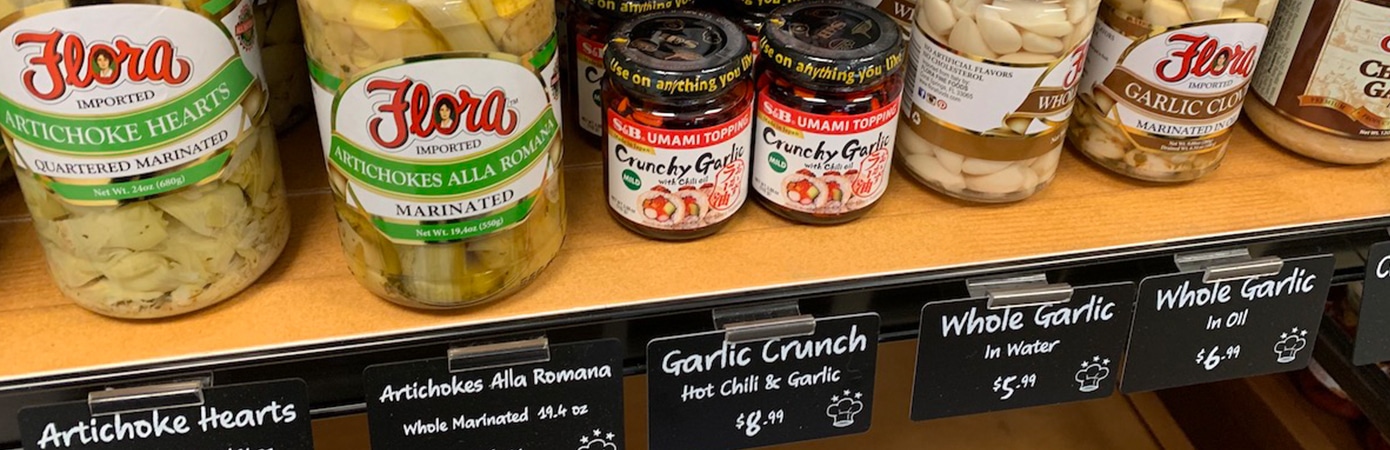 Flora
IMPORTED
ARTICHOKE HEARTS
QUARTERED MARINATED
Net Wt. 24oz (680g)
Flora
IMPORTED
ARTICHOKES ALLA ROMANA
MARINATED
Net Wt. 19,4oz (550g)
Use on anything you
S&B. UMAMI TOPPING
Crunchy Garlic
with Chili oil
MILD
Use on anything you like
S&B. UMAMI TOPPING
Crunchy Garlic
with Chili oil
MILD
NO ARTIFICIAL FLAVORS
NO CHOLESTEROL
Flora
IMPORTED
GARLIC
MARINATED IN
Artichoke Hearts
Artichokes Alla Romana
Whole Marinated 19.4 oz
Garlic Crunch
Hot Chili & Garlic
$8.99
Whole Garlic
In Water
$5.99
Whole Garlic
In Oil
$6.99